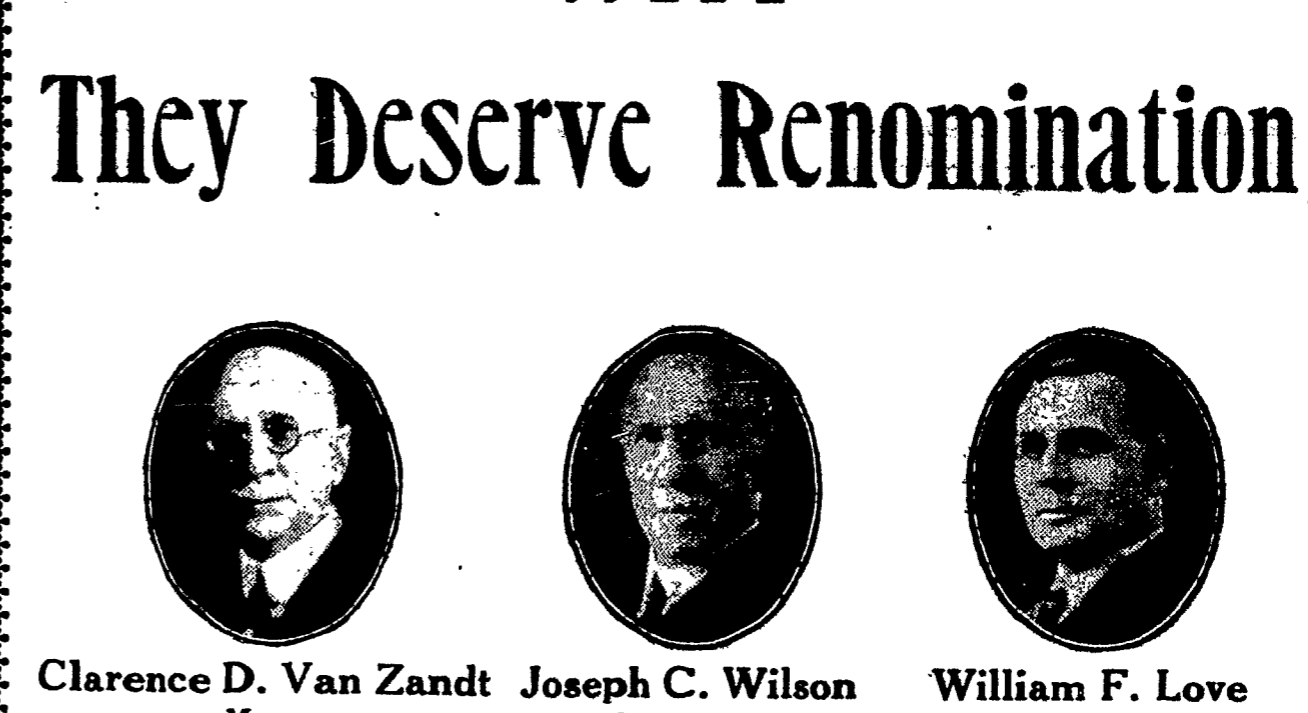 They Deserve Renomination
Clarence D. Van Zandt Joseph C. Wilson William F. Love